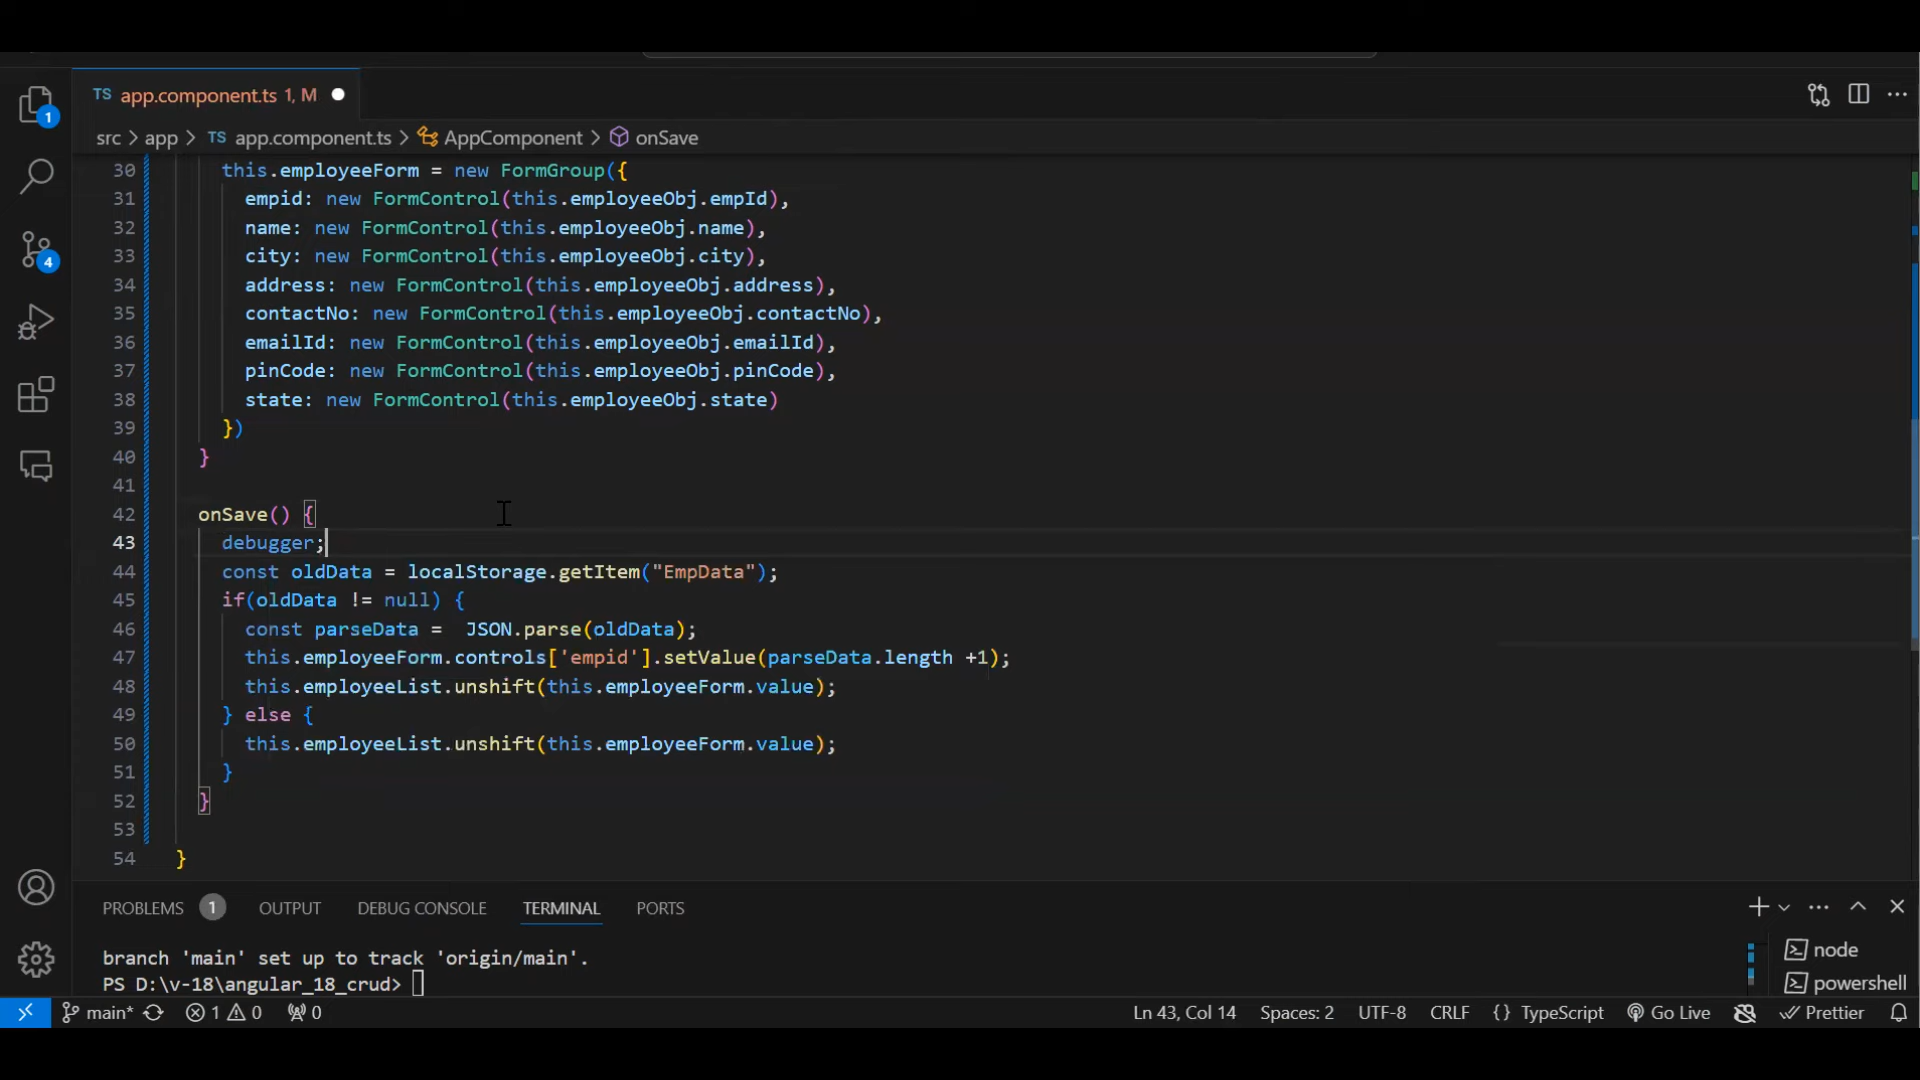 TS app.component.ts 1, M
src > app > TS app.component.ts > AppComponent > onSave
30 this.employeeForm = new FormGroup({
31 empid: new FormControl(this.employeeObj.empId),
32 name: new FormControl(this.employeeObj.name),
33 city: new FormControl(this.employeeObj.city),
34 address: new FormControl(this.employeeObj.address),
35 contactNo: new FormControl(this.employeeObj.contactNo),
36 emailId: new FormControl(this.employeeObj.emailId),
37 pinCode: new FormControl(this.employeeObj.pinCode),
38 state: new FormControl(this.employeeObj.state)
39 })
40 }
41
42 onSave() {
43 debugger;
44 const oldData = localStorage.getItem("EmpData");
45 if(oldData != null) {
46 const parseData =  JSON.parse(oldData);
47 this.employeeForm.controls['empid'].setValue(parseData.length +1);
48 this.employeeList.unshift(this.employeeForm.value);
49 } else {
50 this.employeeList.unshift(this.employeeForm.value);
51 }
52 }
53
54 }
1
4
PROBLEMS 1 OUTPUT DEBUG CONSOLE TERMINAL PORTS
branch 'main' set up to track 'origin/main'.
PS D:\v-18\angular_18_crud>
node
powershell
main* 1 0 0 Ln 43, Col 14 Spaces: 2 UTF-8 CRLF {} TypeScript Go Live Prettier